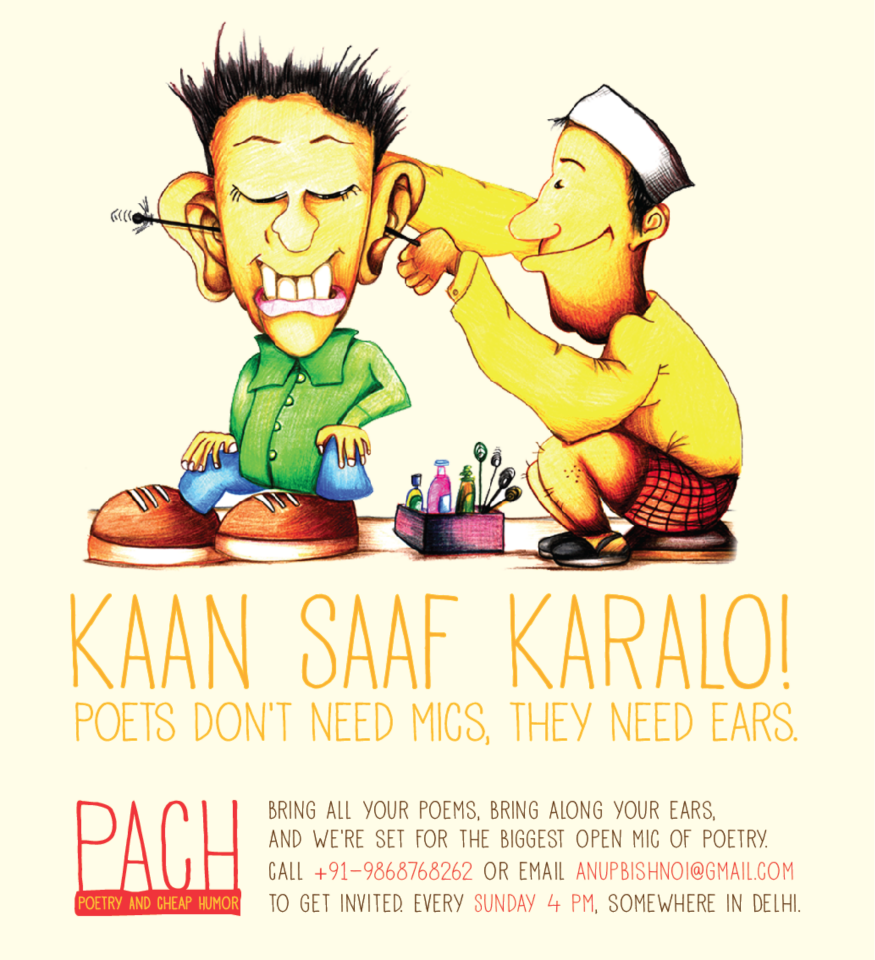 KAAN SAAF KARALO!
POETS DON'T NEED MICS, THEY NEED EARS.
PACH
POETRY AND CHEAP HUMOR
BRING ALL YOUR POEMS, BRING ALONG YOUR EARS,
AND WE'RE SET FOR THE BIGGEST OPEN MIC OF POETRY.
CALL +91-9868768262 OR EMAIL ANUPBISHNOI@GMAIL.COM
TO GET INVITED. EVERY SUNDAY 4 PM, SOMEWHERE IN DELHI.